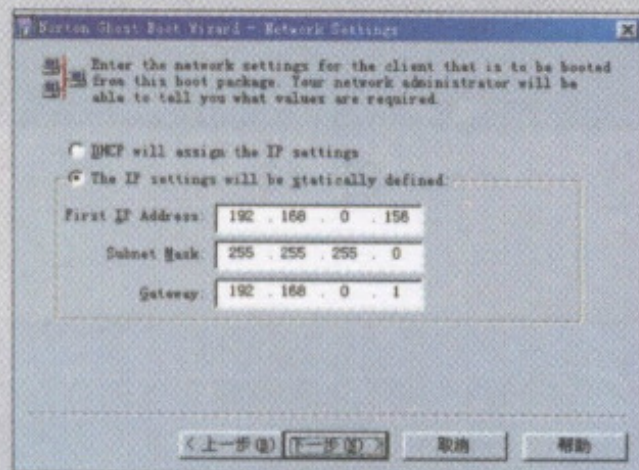 Norton Ghost Boot Wizard - Network Settings
Enter the network settings for the client that is to be booted
from this boot package. Your network administrator will be
able to tell you what values are required.
DHCP will assign the IP settings
The IP settings will be statically defined
First IP Address: 192 . 168 . 0 . 156
Subnet Mask: 255 . 255 . 255 . 0
Gateway: 192 . 168 . 0 . 1
< 上一步(B) 下一步(N) > 取消 帮助